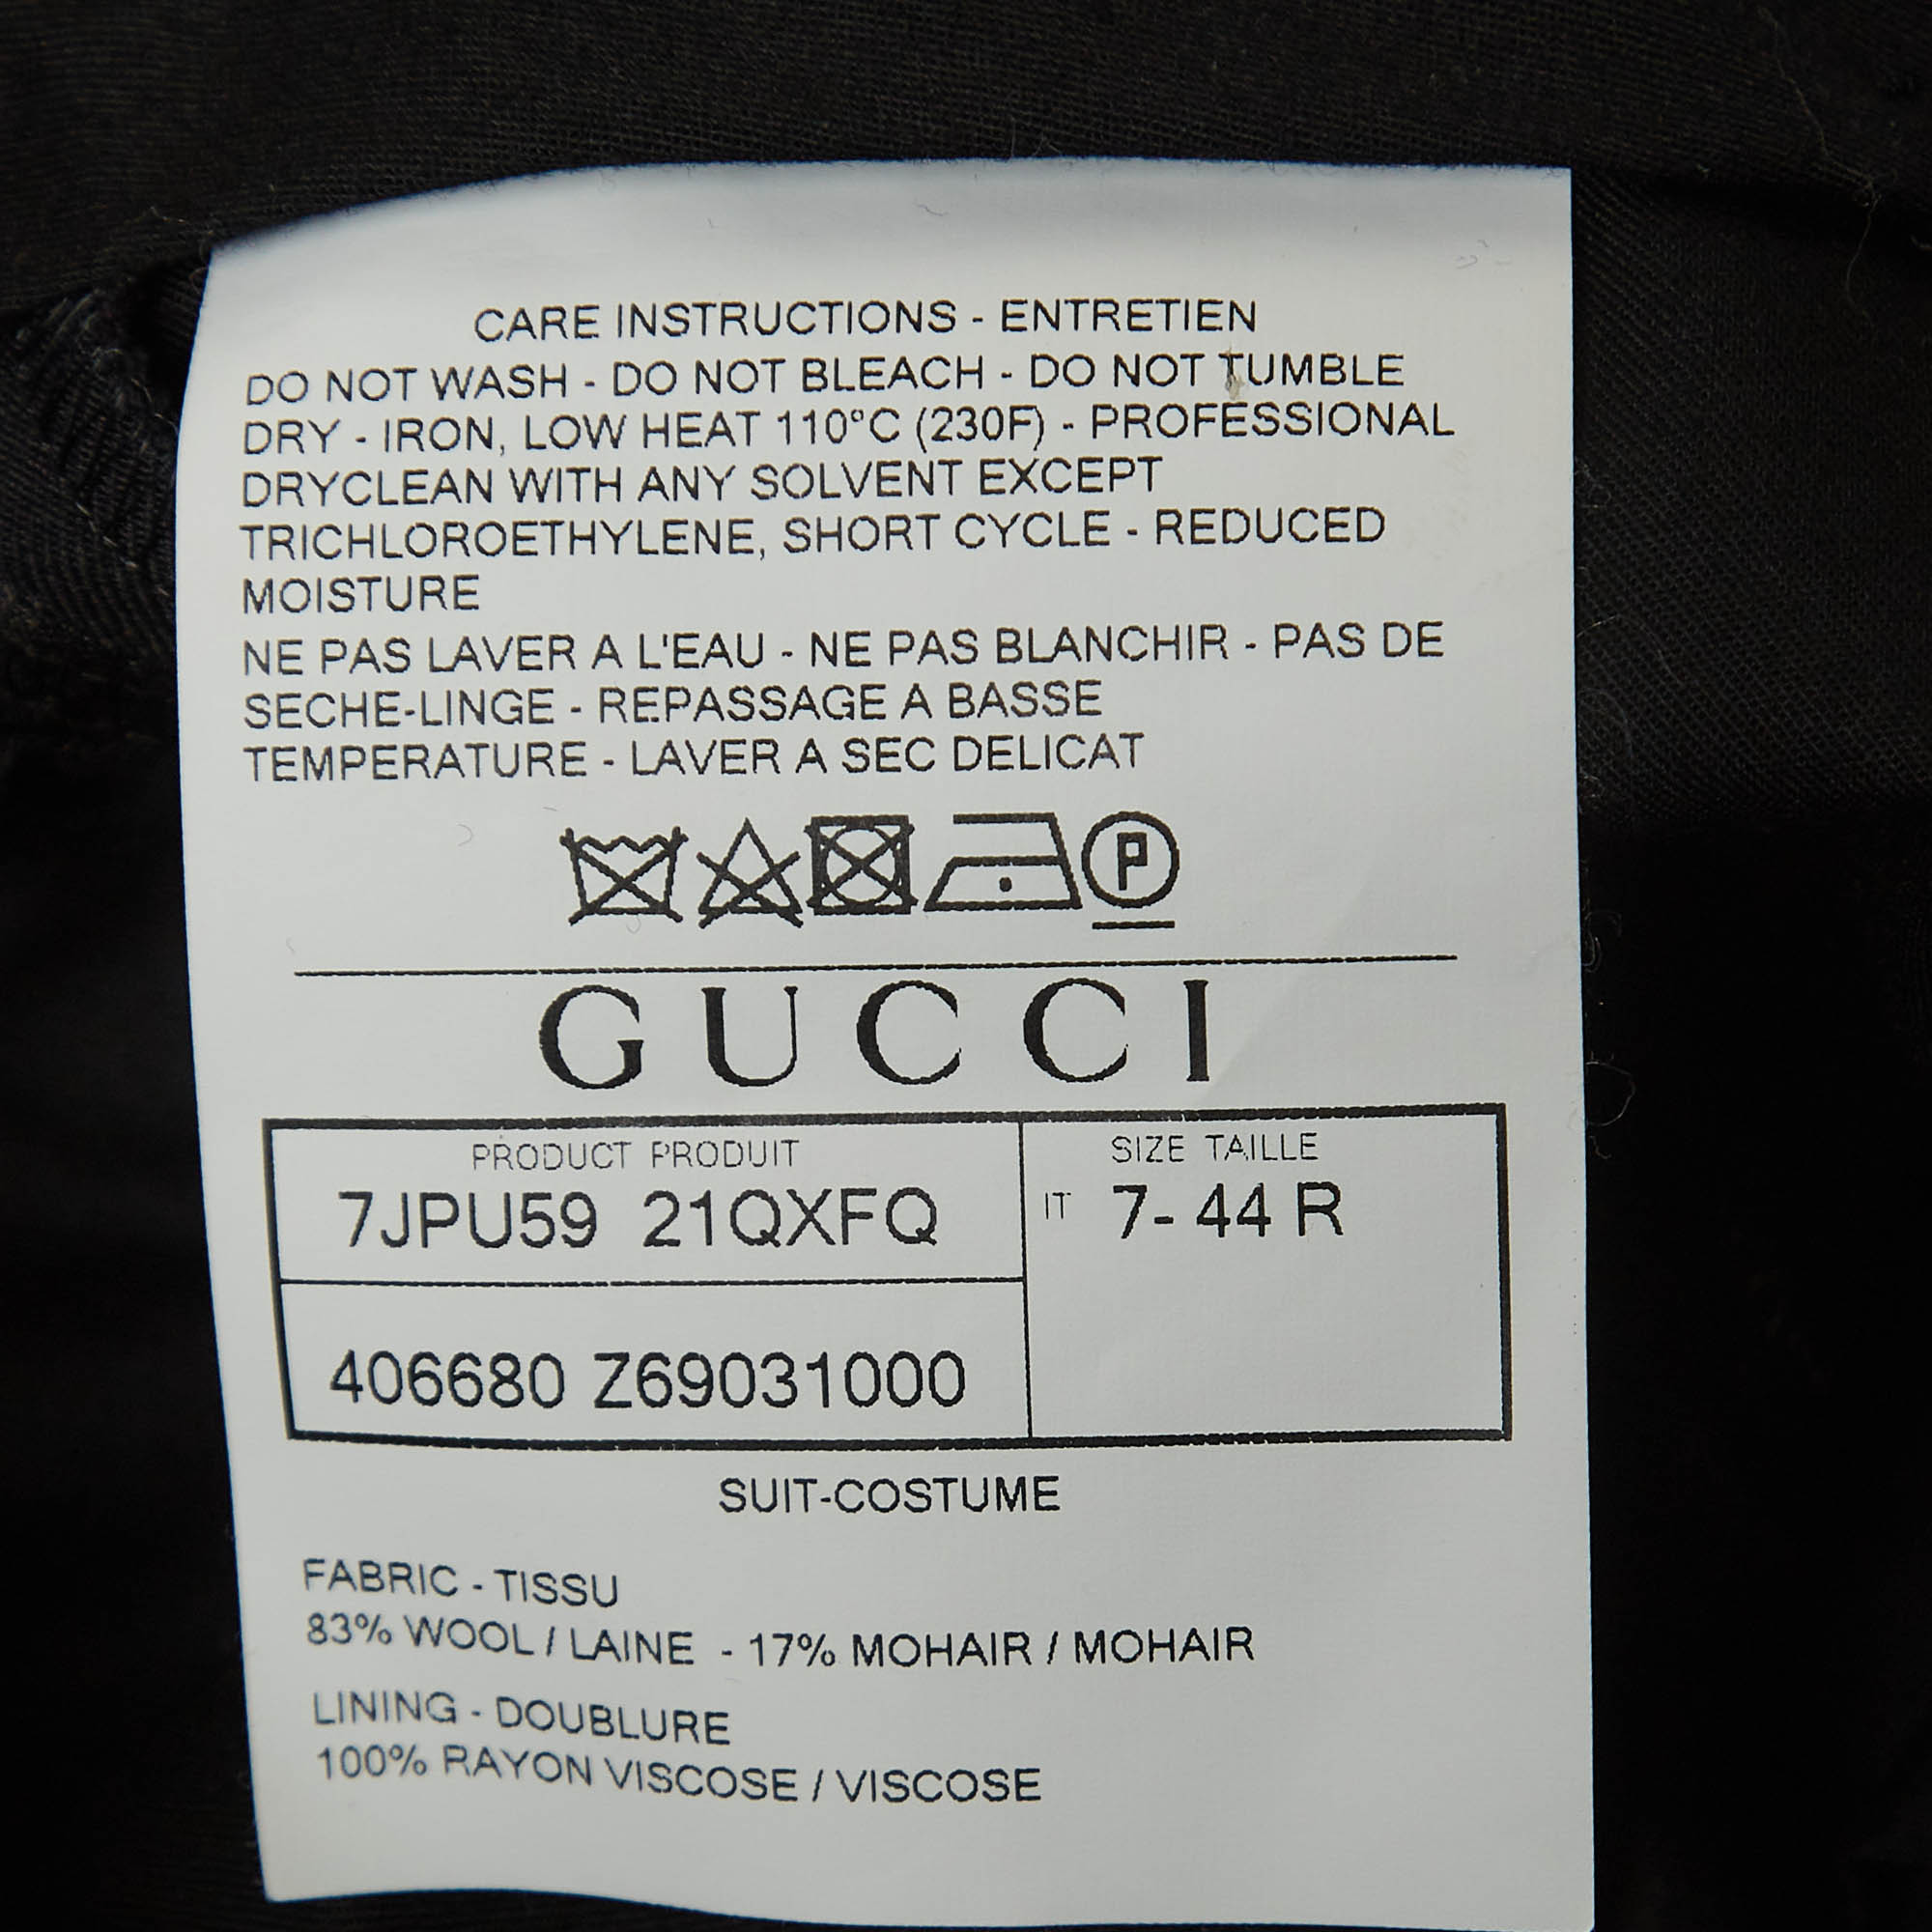 CARE INSTRUCTIONS - ENTRETIEN
DO NOT WASH - DO NOT BLEACH - DO NOT TUMBLE
DRY - IRON, LOW HEAT 110°C (230F) - PROFESSIONAL
DRYCLEAN WITH ANY SOLVENT EXCEPT
TRICHLOROETHYLENE, SHORT CYCLE - REDUCED
MOISTURE
NE PAS LAVER A L'EAU - NE PAS BLANCHIR - PAS DE
SECHE-LINGE - REPASSAGE A BASSE
TEMPERATURE - LAVER A SEC DELICAT
P
GUCCI
PRODUCT PRODUIT
7JPU59 21QXFQ
SIZE TAILLE
IT 7- 44 R
406680 Z69031000
SUIT-COSTUME
FABRIC - TISSU
83% WOOL / LAINE - 17% MOHAIR / MOHAIR
LINING - DOUBLURE
100% RAYON VISCOSE / VISCOSE